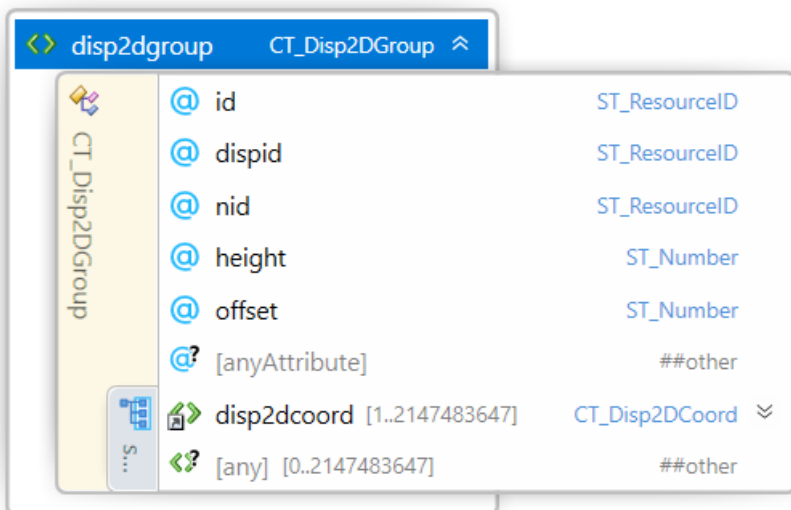 disp2dgroup CT_Disp2DGroup
CT_Disp2DGroup
@ id ST_ResourceID
@ dispid ST_ResourceID
@ nid ST_ResourceID
@ height ST_Number
@ offset ST_Number
@? [anyAttribute] ##other
disp2dcoord [1..2147483647] CT_Disp2DCoord
S...
[any] [0..2147483647] ##other